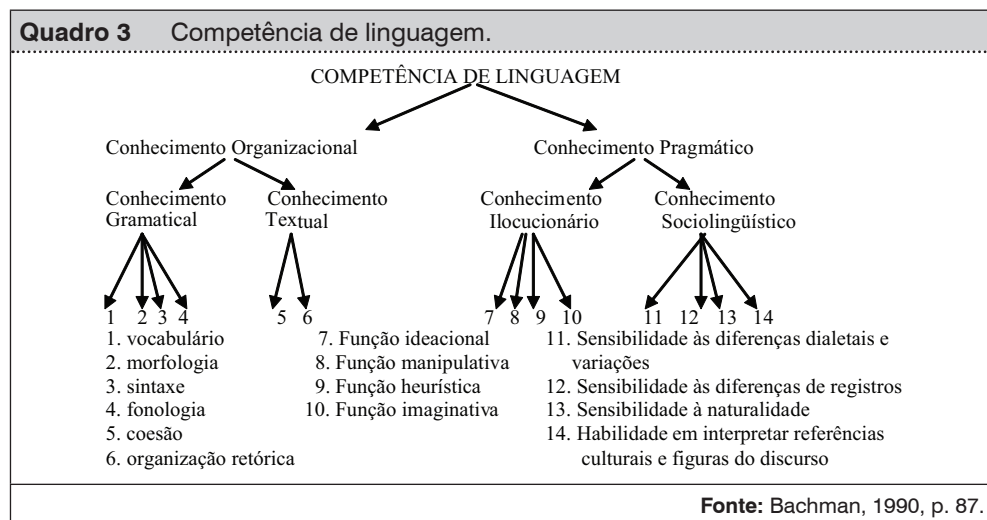 Quadro 3 Competência de linguagem.
COMPETÊNCIA DE LINGUAGEM
Conhecimento Organizacional Conhecimento Pragmático
Conhecimento Gramatical
Conhecimento Textual
Conhecimento Ilocucionário
Conhecimento Sociolingüístico
1 2 3 4 5 6 7 8 9 10 11 12 13 14
1. vocabulário
2. morfologia
3. sintaxe
4. fonologia
5. coesão
6. organização retórica
7. Função ideacional
8. Função manipulativa
9. Função heurística
10. Função imaginativa
11. Sensibilidade às diferenças dialetais e
variações
12. Sensibilidade às diferenças de registros
13. Sensibilidade à naturalidade
14. Habilidade em interpretar referências
culturais e figuras do discurso
Fonte: Bachman, 1990, p. 87.